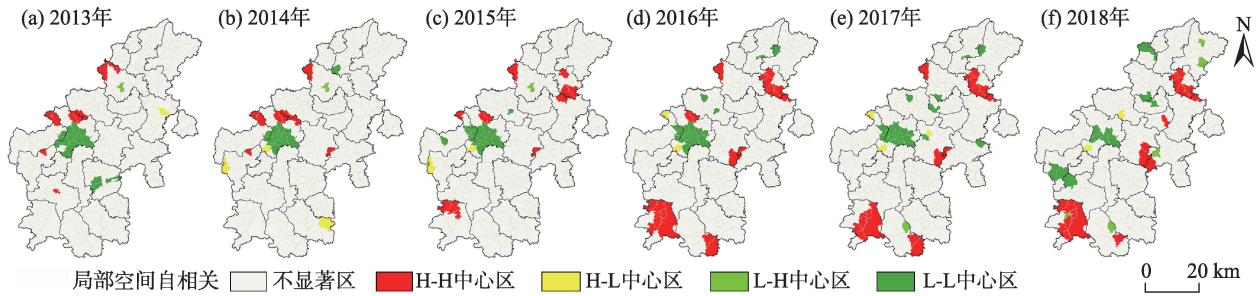 (a) 2013年 (b) 2014年 (c) 2015年 (d) 2016年 (e) 2017年 (f) 2018年
N
局部空间自相关 不显著区 H-H中心区 H-L中心区 L-H中心区 L-L中心区 0 20 km